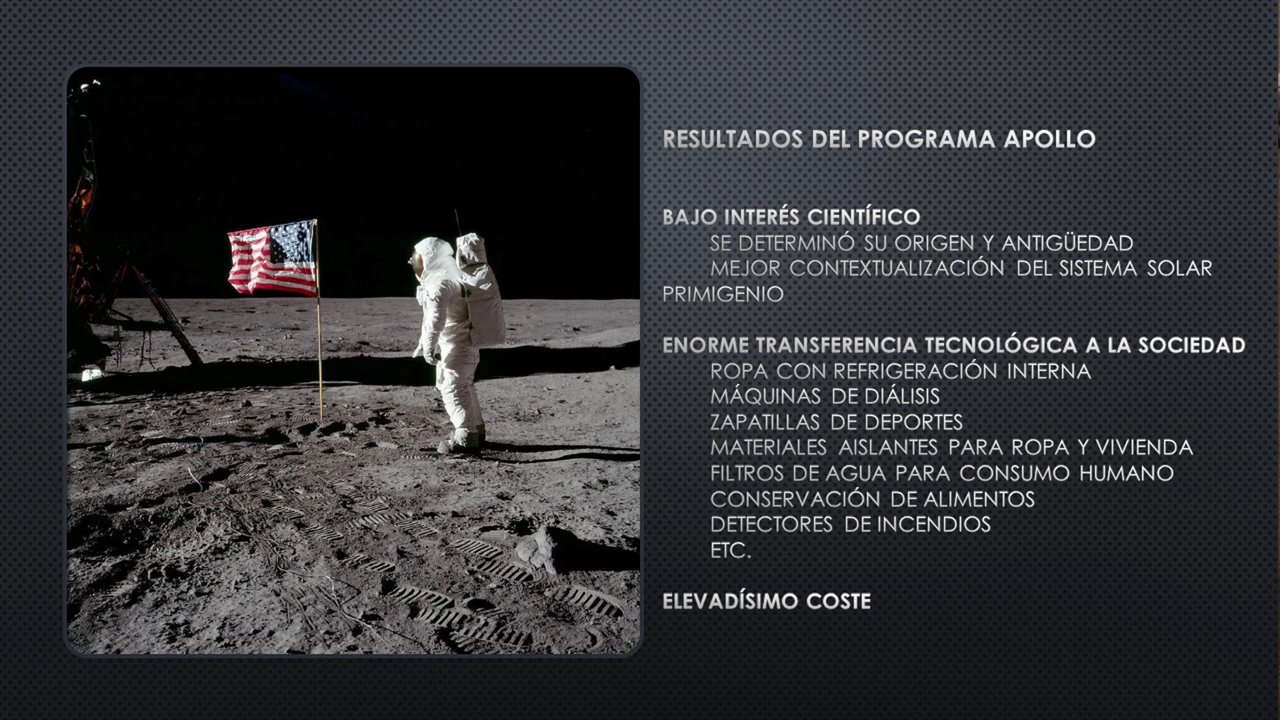 RESULTADOS DEL PROGRAMA APOLLO
BAJO INTERÉS CIENTÍFICO
SE DETERMINÓ SU ORIGEN Y ANTIGÜEDAD
MEJOR CONTEXTUALIZACIÓN DEL SISTEMA SOLAR
PRIMIGENIO
ENORME TRANSFERENCIA TECNOLÓGICA A LA SOCIEDAD
ROPA CON REFRIGERACIÓN INTERNA
MÁQUINAS DE DIÁLISIS
ZAPATILLAS DE DEPORTES
MATERIALES AISLANTES PARA ROPA Y VIVIENDA
FILTROS DE AGUA PARA CONSUMO HUMANO
CONSERVACIÓN DE ALIMENTOS
DETECTORES DE INCENDIOS
ETC.
ELEVADÍSIMO COSTE